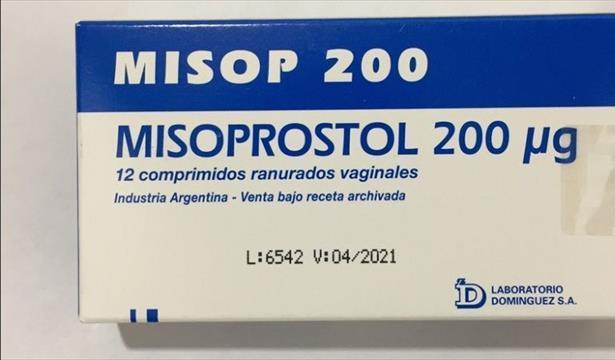 MISOP 200
MISOPROSTOL 200 µg
12 comprimidos ranurados vaginales
Industria Argentina - Venta bajo receta archivada
L:6542 V:04/2021
LABORATORIO
DOMINGUEZ S.A.